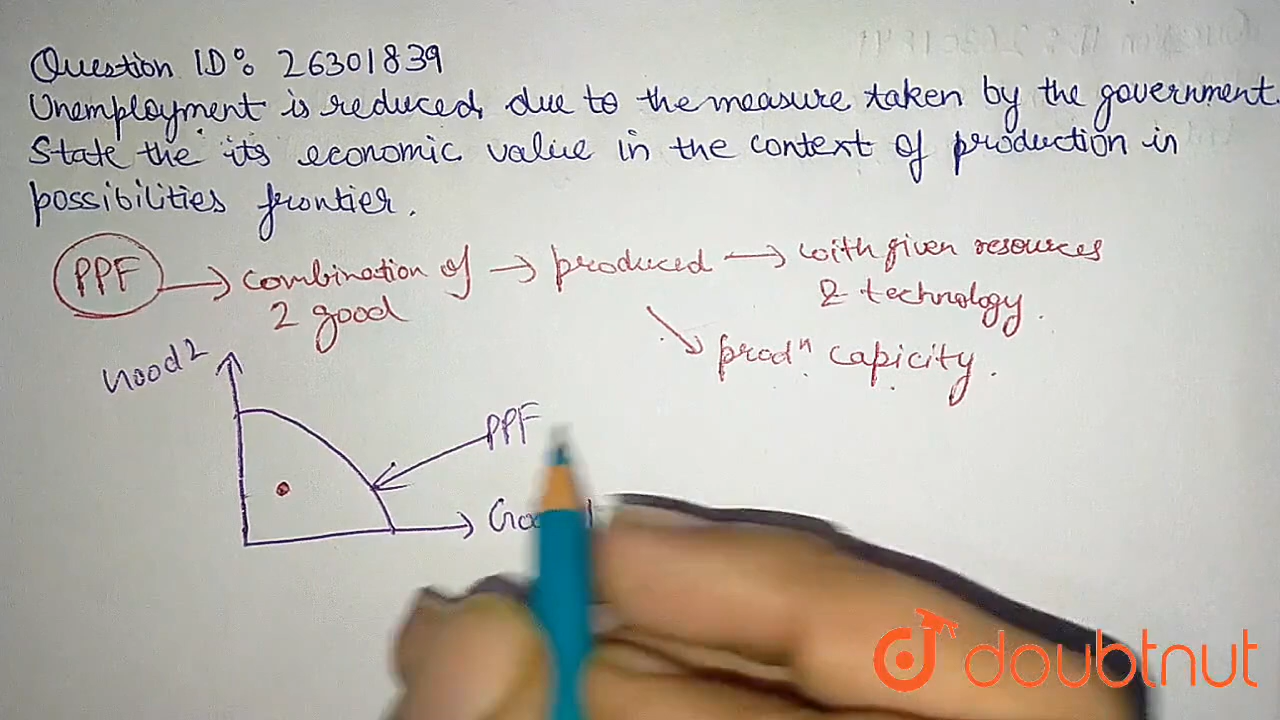 Question ID: 26301839
Unemployment is reduced, due to the measure taken by the government.
State the its economic value in the context of production in
possibilities frontier.
PPF → combination of → produced → with given resources
2 good
& technology.
prodⁿ capicity.
Good 2
PPF
doubtnut